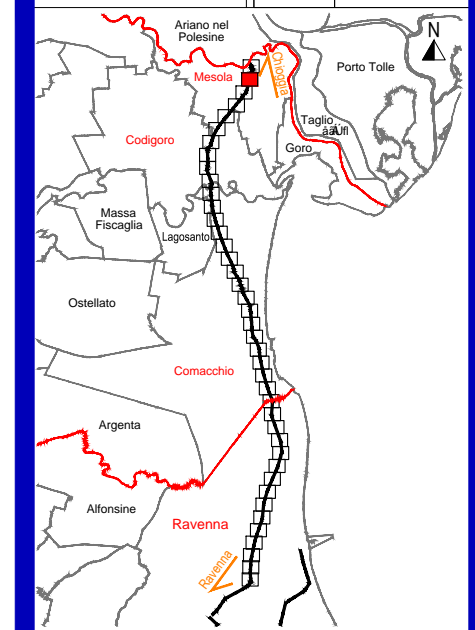 Ariano nel
Polesine
N
Porto Tolle
Chioggia
Mesola
Taglio
Goro
Codigoro
Massa
Fiscaglia
Lagosanto
Ostellato
Comacchio
Argenta
Alfonsine
Ravenna
Ravenna